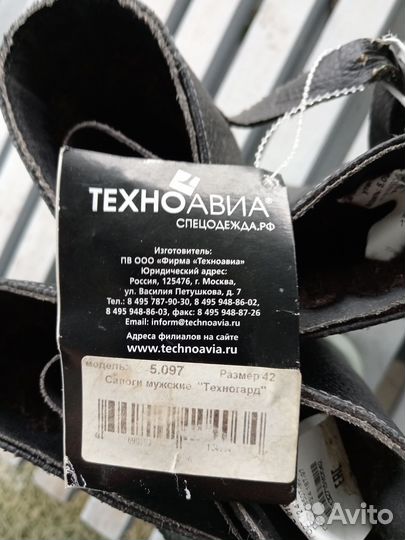 ТЕХНОАВИА®
СПЕЦОДЕЖДА.РФ
Изготовитель:
ПВ ООО «Фирма «Техноавиа»
Юридический адрес:
Россия, 125476, г. Москва,
ул. Василия Петушкова, д. 7
Тел.: 8 495 787-90-30, 8 495 948-86-02,
8 495 948-86-03, факс: 8 495 948-87-26
Email: inform@technoavia.ru
Адреса филиалов на сайте
www.technoavia.ru
модель: 5.097 Размер 42
Сапоги мужские "Техногард"
Avito